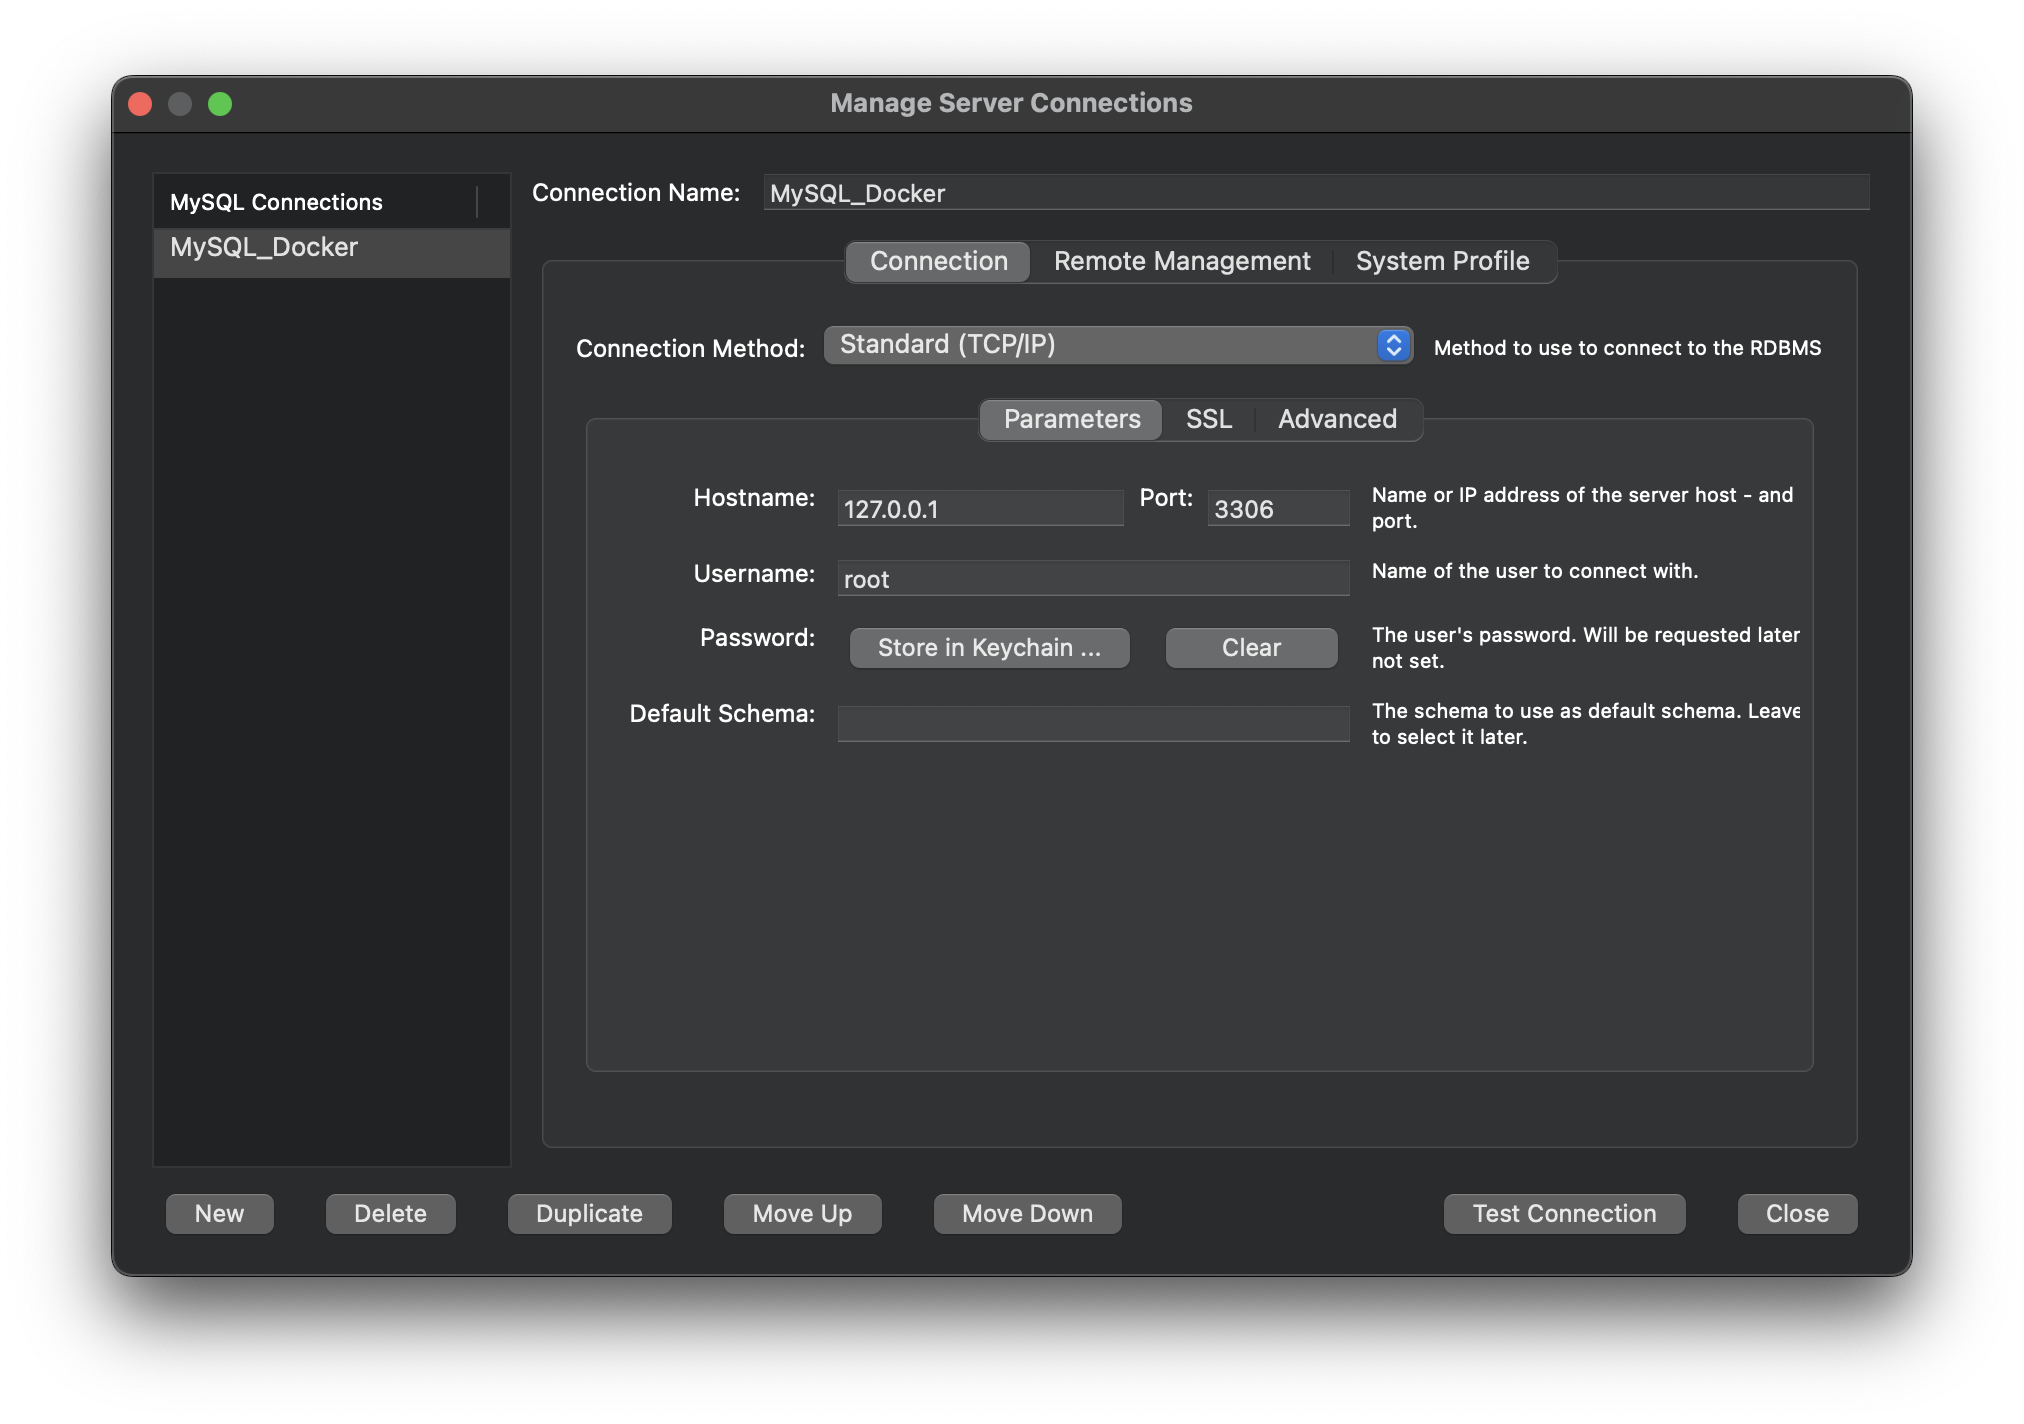 Manage Server Connections
MySQL Connections
MySQL_Docker
Connection Name: MySQL_Docker
Connection Remote Management System Profile
Connection Method: Standard (TCP/IP) Method to use to connect to the RDBMS
Parameters SSL Advanced
Hostname: 127.0.0.1 Port: 3306 Name or IP address of the server host - and
port.
Username: root Name of the user to connect with.
Password: Store in Keychain ... Clear The user's password. Will be requested later
not set.
Default Schema: The schema to use as default schema. Leave
to select it later.
New Delete Duplicate Move Up Move Down Test Connection Close